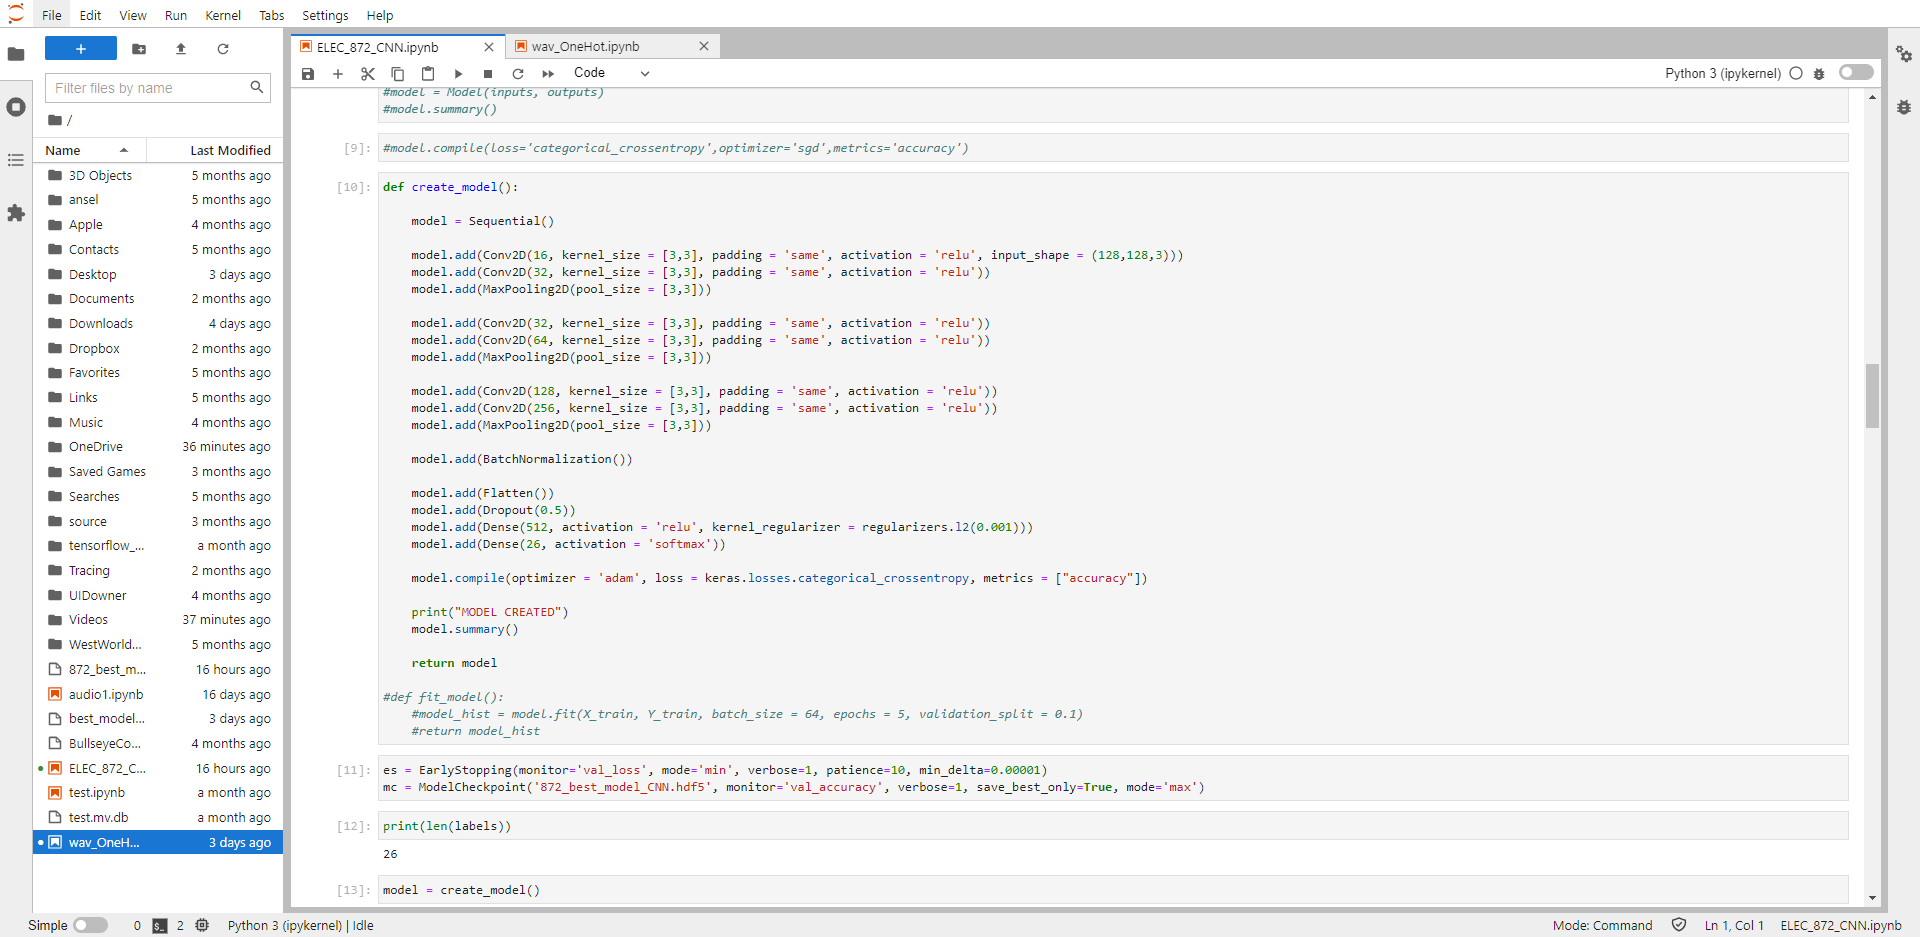 File Edit View Run Kernel Tabs Settings Help
+
ELEC_872_CNN.ipynb
wav_OneHot.ipynb
Code
Python 3 (ipykernel)
Filter files by name
/
Name Last Modified
3D Objects 5 months ago
ansel 5 months ago
Apple 4 months ago
Contacts 5 months ago
Desktop 3 days ago
Documents 2 months ago
Downloads 4 days ago
Dropbox 2 months ago
Favorites 5 months ago
Links 5 months ago
Music 4 months ago
OneDrive 36 minutes ago
Saved Games 3 months ago
Searches 5 months ago
source 3 months ago
tensorflow_... a month ago
Tracing 2 months ago
UIDowner 4 months ago
Videos 37 minutes ago
WestWorld... 5 months ago
872_best_m... 16 hours ago
audio1.ipynb 16 days ago
best_model... 3 days ago
BullseyeCo... 4 months ago
ELEC_872_C... 16 hours ago
test.ipynb a month ago
test.mv.db a month ago
wav_OneH... 3 days ago
#model = Model(inputs, outputs)
#model.summary()
[9]: #model.compile(loss='categorical_crossentropy',optimizer='sgd',metrics='accuracy')
[10]: def create_model():
model = Sequential()
model.add(Conv2D(16, kernel_size = [3,3], padding = 'same', activation = 'relu', input_shape = (128,128,3)))
model.add(Conv2D(32, kernel_size = [3,3], padding = 'same', activation = 'relu'))
model.add(MaxPooling2D(pool_size = [3,3]))
model.add(Conv2D(32, kernel_size = [3,3], padding = 'same', activation = 'relu'))
model.add(Conv2D(64, kernel_size = [3,3], padding = 'same', activation = 'relu'))
model.add(MaxPooling2D(pool_size = [3,3]))
model.add(Conv2D(128, kernel_size = [3,3], padding = 'same', activation = 'relu'))
model.add(Conv2D(256, kernel_size = [3,3], padding = 'same', activation = 'relu'))
model.add(MaxPooling2D(pool_size = [3,3]))
model.add(BatchNormalization())
model.add(Flatten())
model.add(Dropout(0.5))
model.add(Dense(512, activation = 'relu', kernel_regularizer = regularizers.l2(0.001)))
model.add(Dense(26, activation = 'softmax'))
model.compile(optimizer = 'adam', loss = keras.losses.categorical_crossentropy, metrics = ["accuracy"])
print("MODEL CREATED")
model.summary()
return model
#def fit_model():
#model_hist = model.fit(X_train, Y_train, batch_size = 64, epochs = 5, validation_split = 0.1)
#return model_hist
[11]: es = EarlyStopping(monitor='val_loss', mode='min', verbose=1, patience=10, min_delta=0.00001)
mc = ModelCheckpoint('872_best_model_CNN.hdf5', monitor='val_accuracy', verbose=1, save_best_only=True, mode='max')
[12]: print(len(labels))
26
[13]: model = create_model()
Simple 0 2 Python 3 (ipykernel) | Idle Mode: Command Ln 1, Col 1 ELEC_872_CNN.ipynb